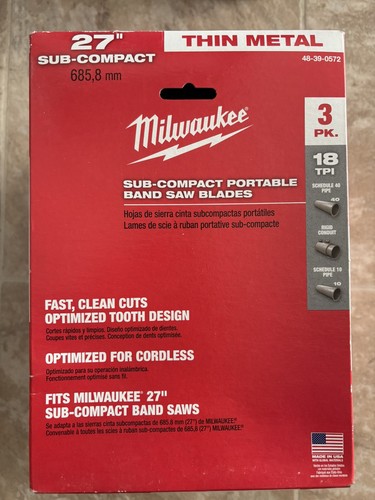 27"
SUB-COMPACT
685,8 mm
THIN METAL
48-39-0572
Milwaukee®
3
PK.
18
TPI
SCHEDULE 40
PIPE
40
RIGID
CONDUIT
SCHEDULE 10
PIPE
10
SUB-COMPACT PORTABLE
BAND SAW BLADES
Hojas de sierra cinta subcompactas portátiles
Lames de scie à ruban portative sub-compacte
FAST, CLEAN CUTS
OPTIMIZED TOOTH DESIGN
Cortes rápidos y limpios. Diseño optimizado de dientes.
Coupes vites et précises. Conception de dents optimisée.
OPTIMIZED FOR CORDLESS
Optimizado para su operación inalámbrica.
Fonctionnement optimisé sans fil.
FITS MILWAUKEE® 27"
SUB-COMPACT BAND SAWS
Se adapta a las sierras cinta subcompactas de 685.8 mm (27") de MILWAUKEE.®
Convenable à toutes les scies à ruban sub-compactes de 685,8 (27") MILWAUKEE.®
MADE IN USA
WITH GLOBAL MATERIALS